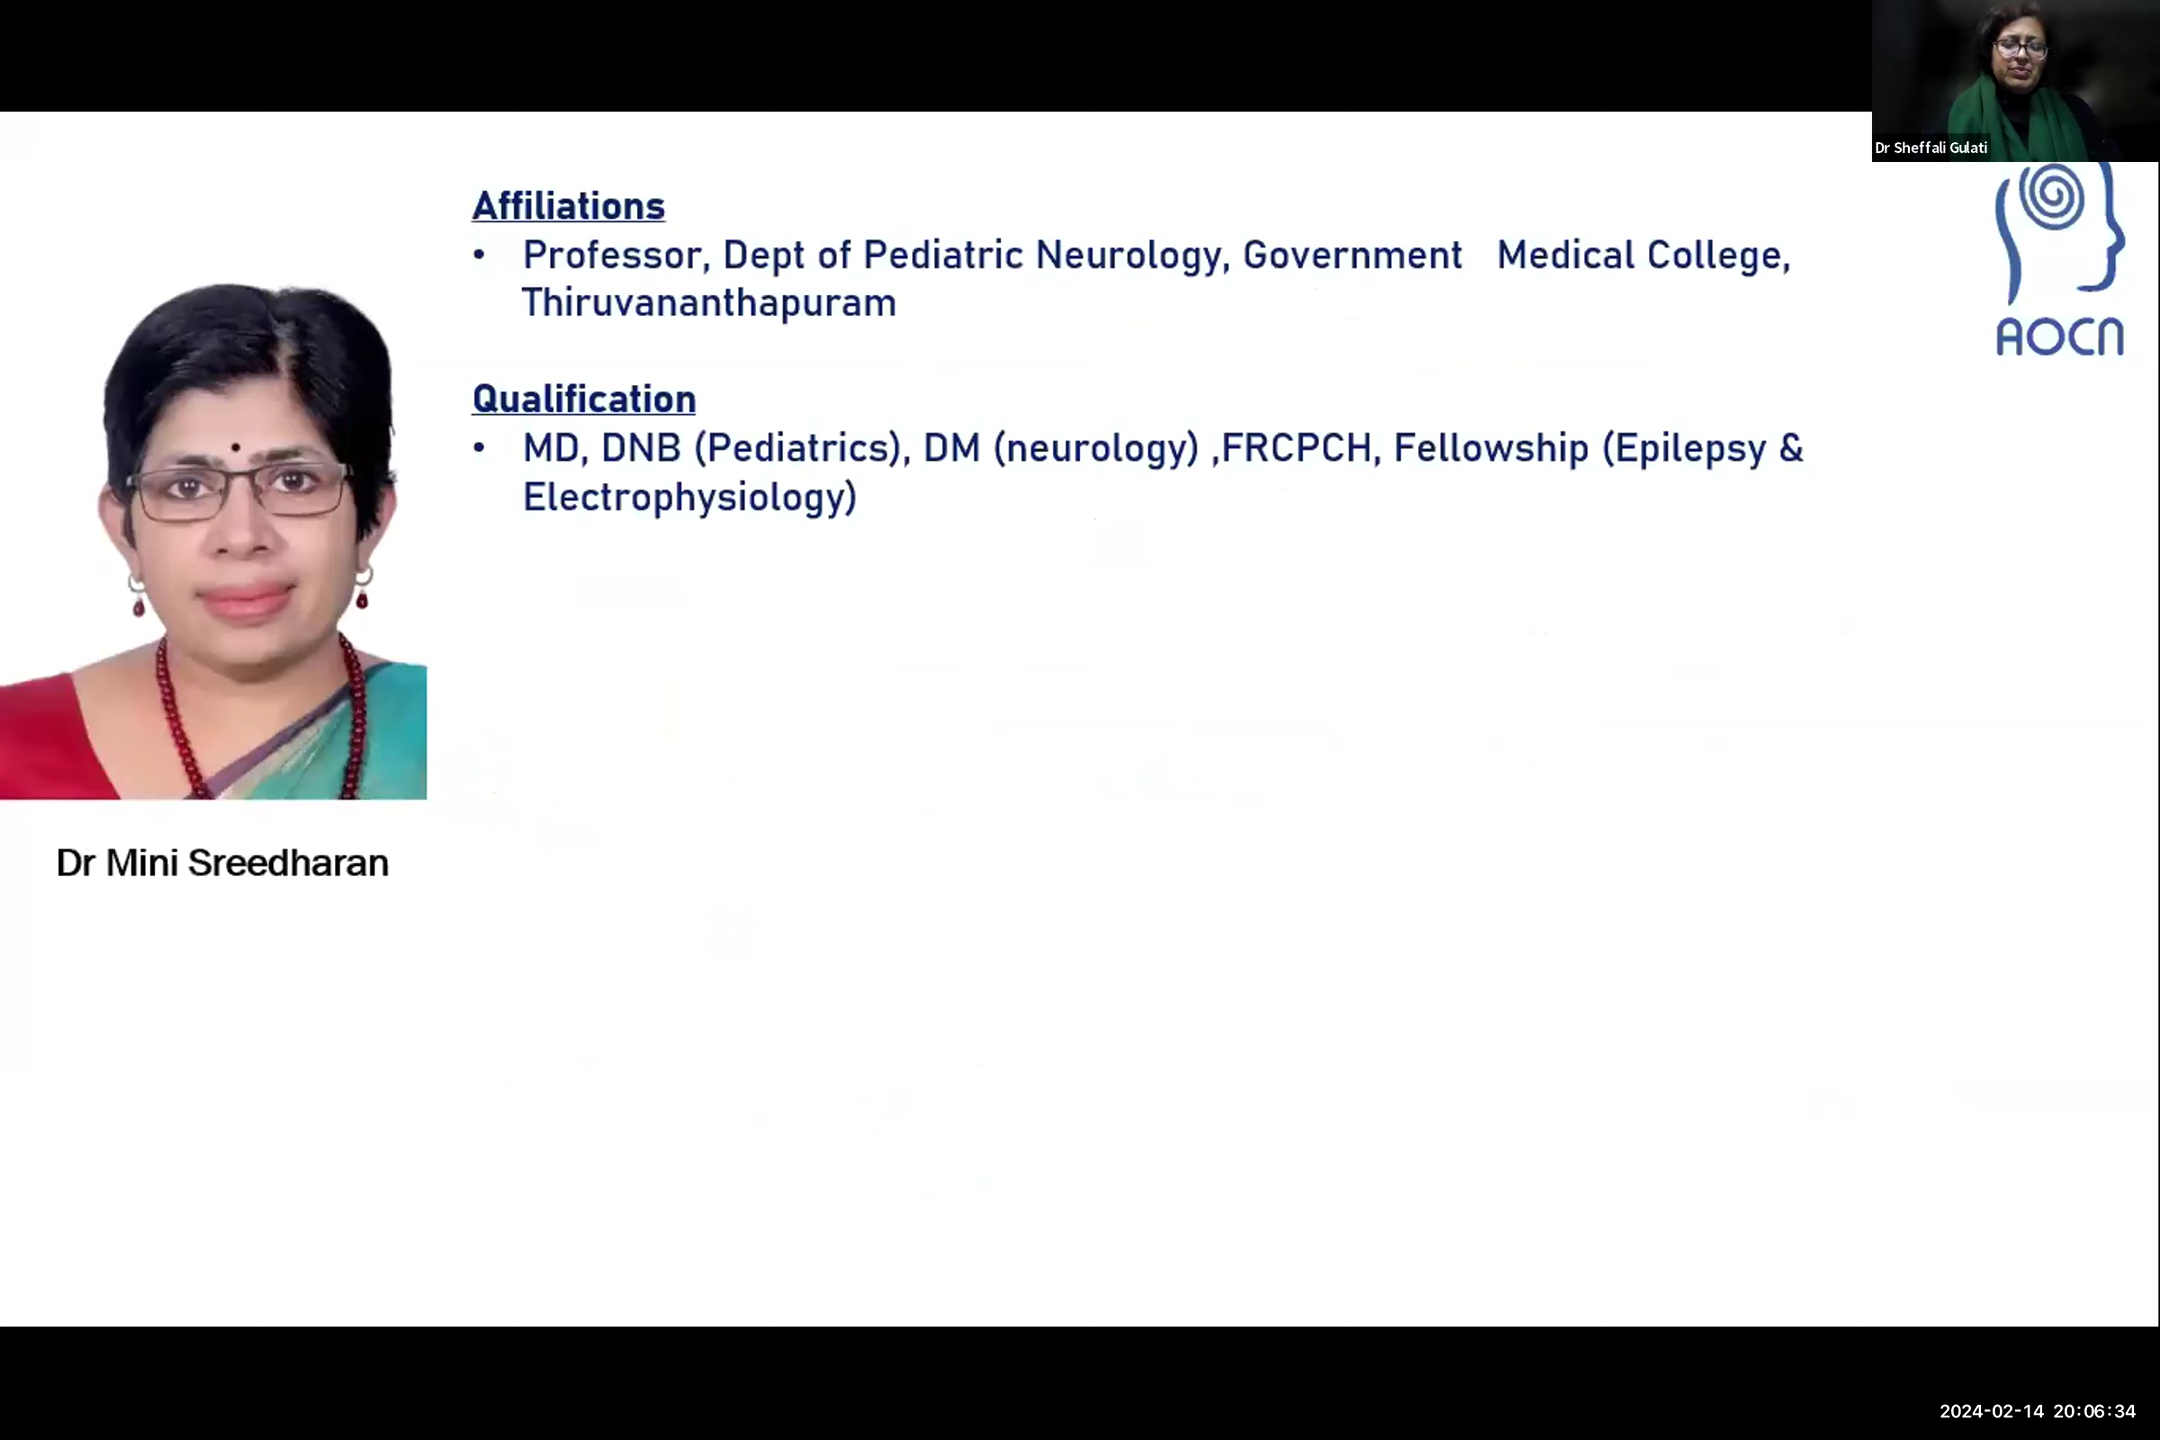 Dr Sheffali Gulati
Affiliations
• Professor, Dept of Pediatric Neurology, Government Medical College,
Thiruvananthapuram
AOCN
Qualification
• MD, DNB (Pediatrics), DM (neurology) ,FRCPCH, Fellowship (Epilepsy &
Electrophysiology)
Dr Mini Sreedharan
2024-02-14 20:06:34